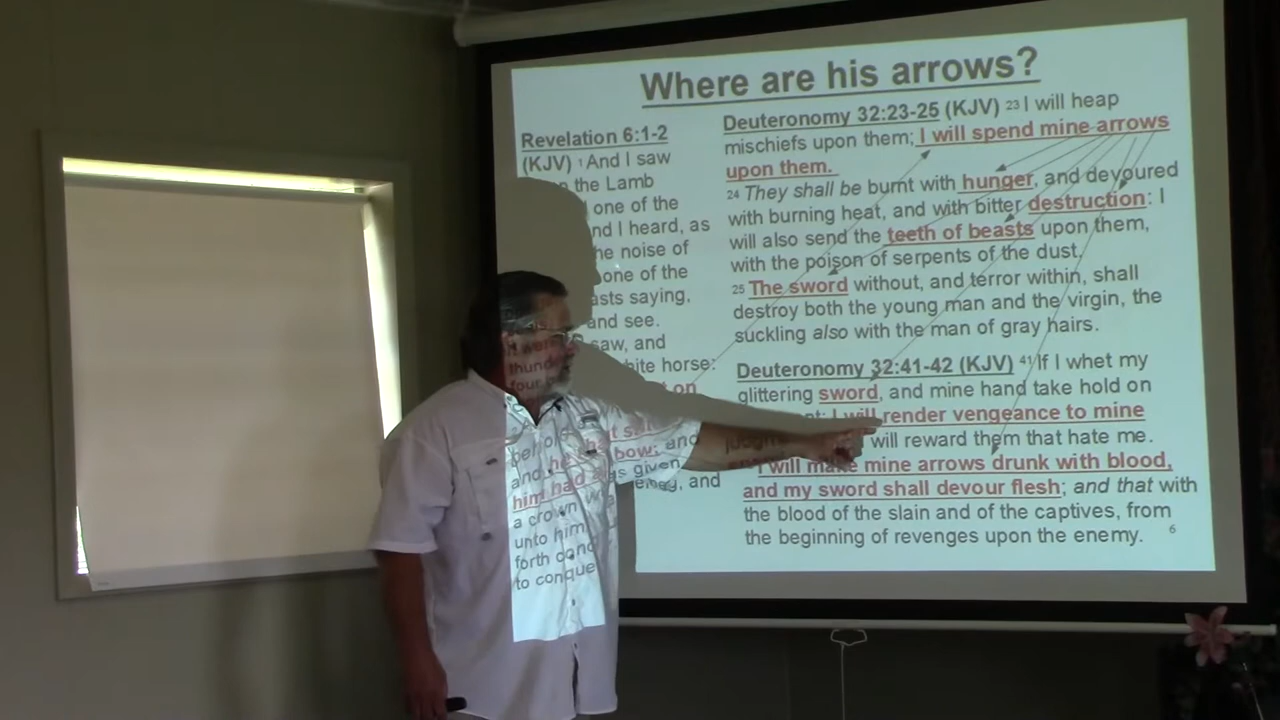 Where are his arrows?
Revelation 6:1-2
(KJV) 1 And I saw
the Lamb
one of the
nd I heard, as
he noise of
one of the
asts saying,
and see.
saw, and
hite horse:
on
and
bow;
him had
s given
a crown
unto him:
, and
forth conq
to conque
Deuteronomy 32:23-25 (KJV) 23 I will heap
mischiefs upon them; I will spend mine arrows
upon them.
24 They shall be burnt with hunger, and devoured
with burning heat, and with bitter destruction: I
will also send the teeth of beasts upon them,
with the poison of serpents of the dust.
25 The sword without, and terror within, shall
destroy both the young man and the virgin, the
suckling also with the man of gray hairs.
Deuteronomy 32:41-42 (KJV) 41 If I whet my
glittering sword, and mine hand take hold on
I will render vengeance to mine
will reward them that hate me.
I will make mine arrows drunk with blood,
and my sword shall devour flesh; and that with
the blood of the slain and of the captives, from
the beginning of revenges upon the enemy.
6